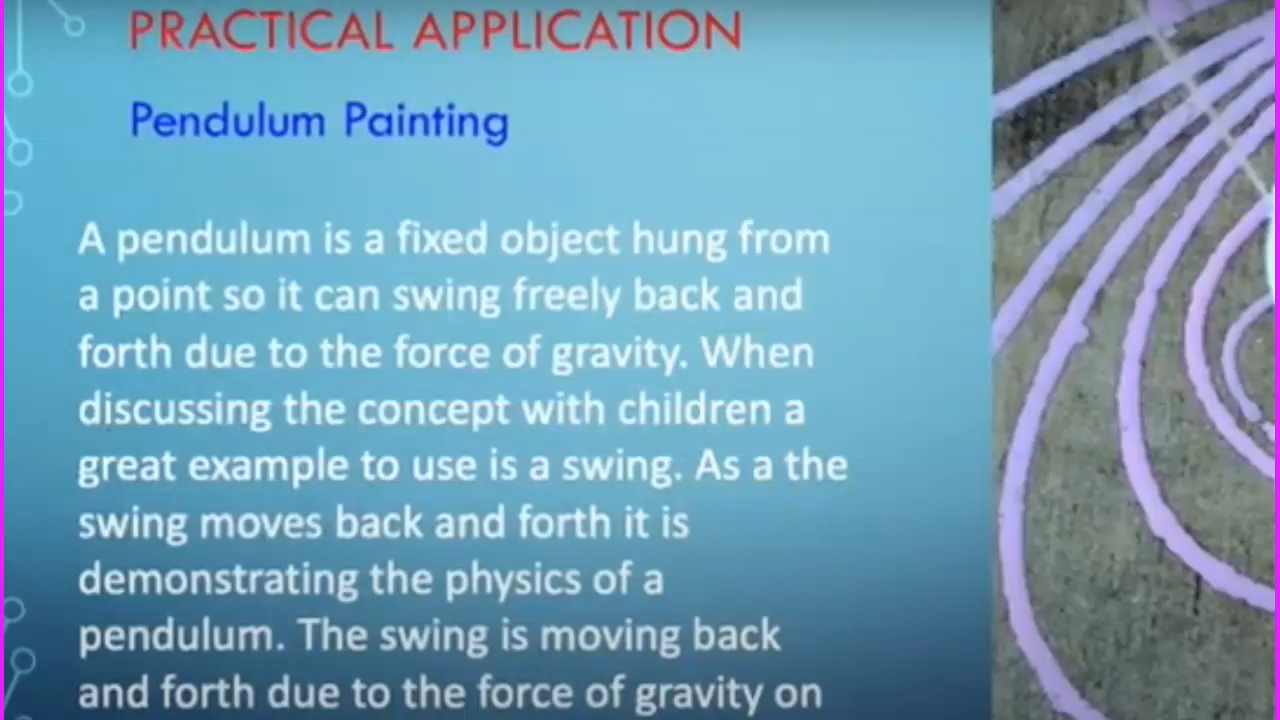 PRACTICAL APPLICATION
Pendulum Painting
A pendulum is a fixed object hung from
a point so it can swing freely back and
forth due to the force of gravity. When
discussing the concept with children a
great example to use is a swing. As a the
swing moves back and forth it is
demonstrating the physics of a
pendulum. The swing is moving back
and forth due to the force of gravity on